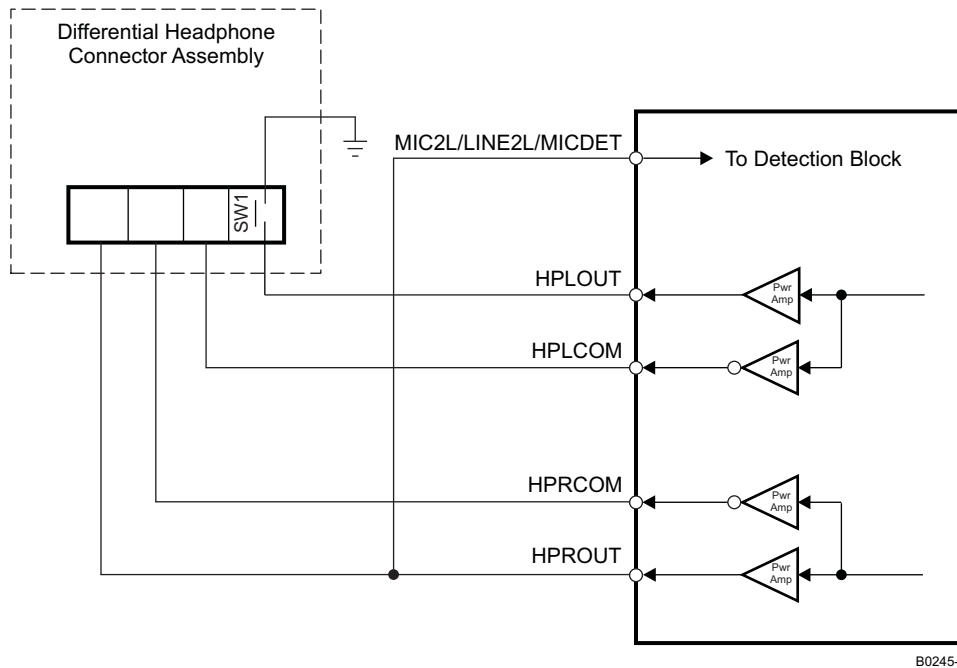 Differential Headphone
Connector Assembly
MIC2L/LINE2L/MICDET
To Detection Block
SW1
HPLOUT
Pwr
Amp
HPLCOM
Pwr
Amp
HPRCOM
Pwr
Amp
HPROUT
Pwr
Amp
B0245-